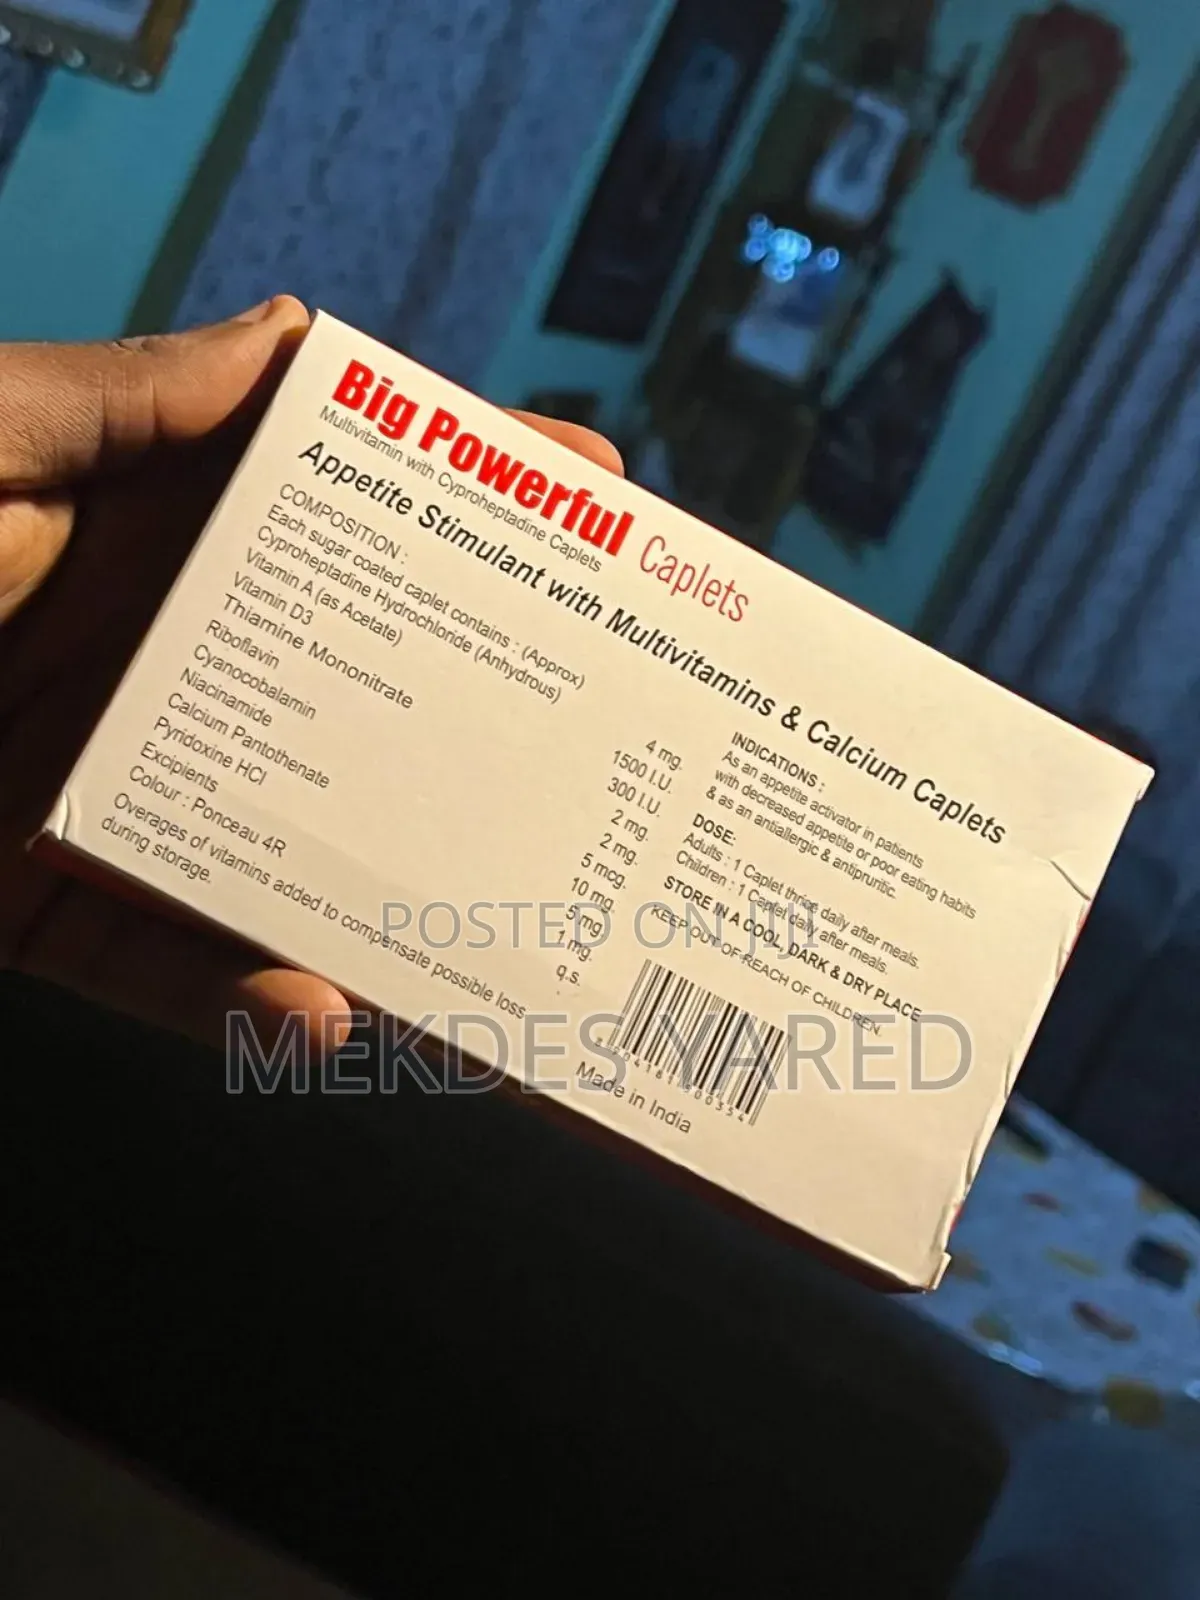 Big Powerful Caplets
Multivitamin with Cyproheptadine Caplets
Appetite Stimulant with Multivitamins & Calcium Caplets
COMPOSITION :
Each sugar coated caplet contains : (Approx)
Cyproheptadine Hydrochloride (Anhydrous) 4 mg.
Vitamin A (as Acetate) 1500 I.U.
Vitamin D3 300 I.U.
Thiamine Mononitrate 2 mg.
Riboflavin 2 mg.
Cyanocobalamin 5 mcg.
Niacinamide 10 mg.
Calcium Pantothenate 5 mg.
Pyridoxine HCl 1 mg.
Excipients q.s.
Colour : Ponceau 4R
Overages of vitamins added to compensate possible loss
during storage.
INDICATIONS :
As an appetite activator in patients
with decreased appetite or poor eating habits
& as an antiallergic & antipruritic.
DOSE:
Adults : 1 Caplet thrice daily after meals.
Children : 1 Caplet daily after meals.
STORE IN A COOL, DARK & DRY PLACE
KEEP OUT OF REACH OF CHILDREN.
Made in India
POSTED ON JIJI
MEKDES YARED